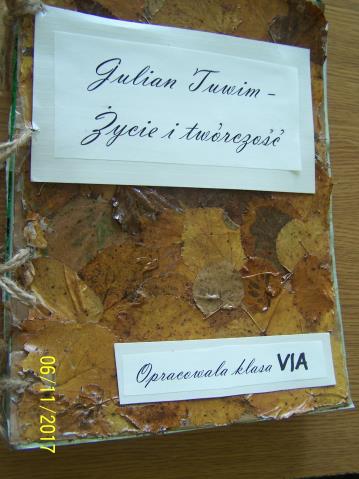 Julian Tuwim -
Życie i twórczość
Opracowała klasa VIA
06/11/2017